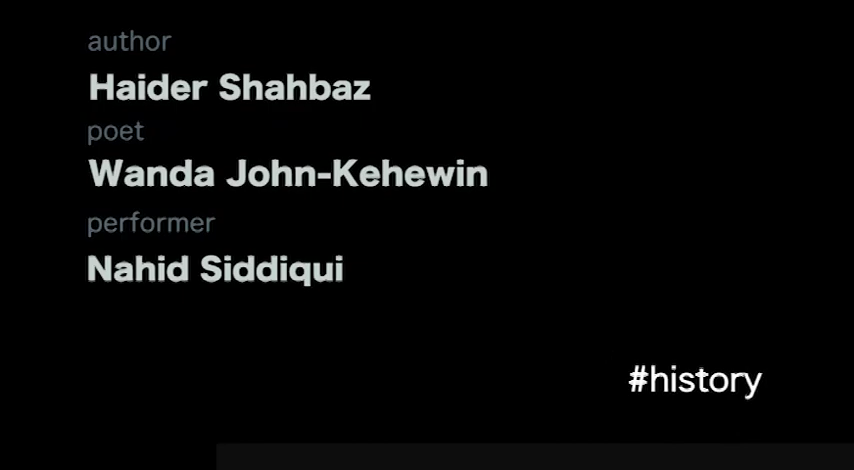 author
Haider Shahbaz
poet
Wanda John-Kehewin
performer
Nahid Siddiqui
#history